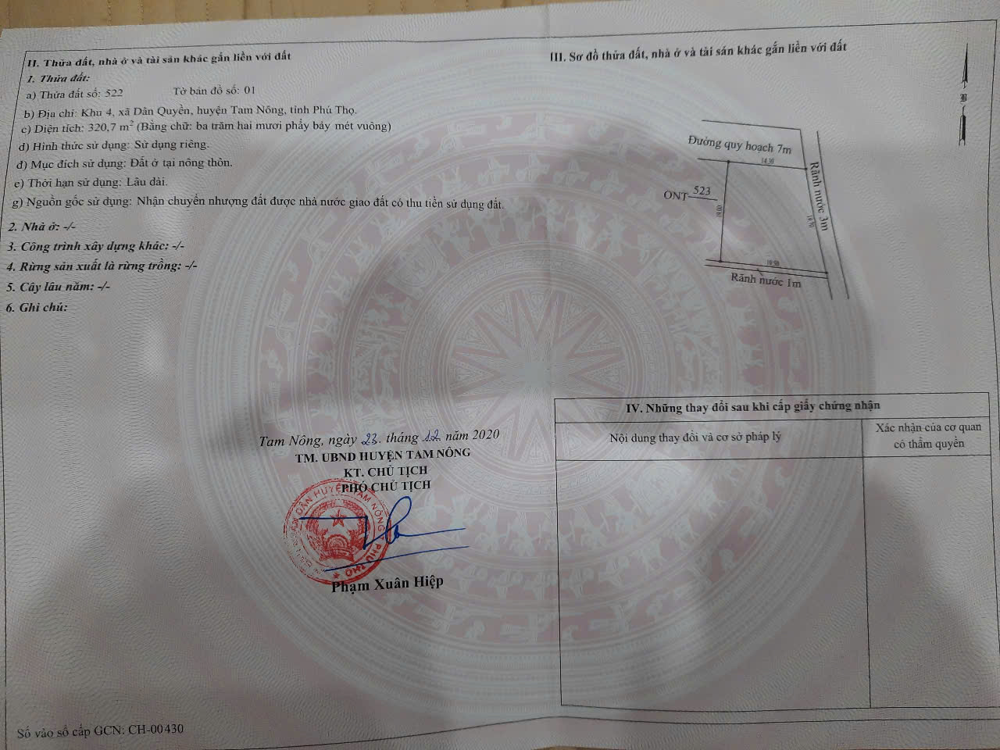 II. Thửa đất, nhà ở và tài sản khác gắn liền với đất
1. Thửa đất:
a) Thửa đất số: 522 Tờ bản đồ số: 01
b) Địa chỉ: Khu 4, xã Dân Quyền, huyện Tam Nông, tỉnh Phú Thọ.
c) Diện tích: 320,7 m² (Bằng chữ: ba trăm hai mươi phẩy bảy mét vuông)
d) Hình thức sử dụng: Sử dụng riêng.
đ) Mục đích sử dụng: Đất ở tại nông thôn.
e) Thời hạn sử dụng: Lâu dài.
g) Nguồn gốc sử dụng: Nhận chuyển nhượng đất được nhà nước giao đất có thu tiền sử dụng đất.
2. Nhà ở: -/-
3. Công trình xây dựng khác: -/-
4. Rừng sản xuất là rừng trồng: -/-
5. Cây lâu năm: -/-
6. Ghi chú:
Tam Nông, ngày 23. tháng 12 năm 2020
TM. UBND HUYỆN TAM NÔNG
KT. CHỦ TỊCH
PHÓ CHỦ TỊCH
DÂN HUYỆN TAM NÔNG
PHÚ THỌ
Phạm Xuân Hiệp
Số vào sổ cấp GCN: CH-00430
III. Sơ đồ thửa đất, nhà ở và tài sản khác gắn liền với đất
B
Đường quy hoạch 7m
14.30
Rãnh nước 3m
ONT 523
19.50
Rãnh nước 1m
IV. Những thay đổi sau khi cấp giấy chứng nhận
Nội dung thay đổi và cơ sở pháp lý
Xác nhận của cơ quan
có thẩm quyền